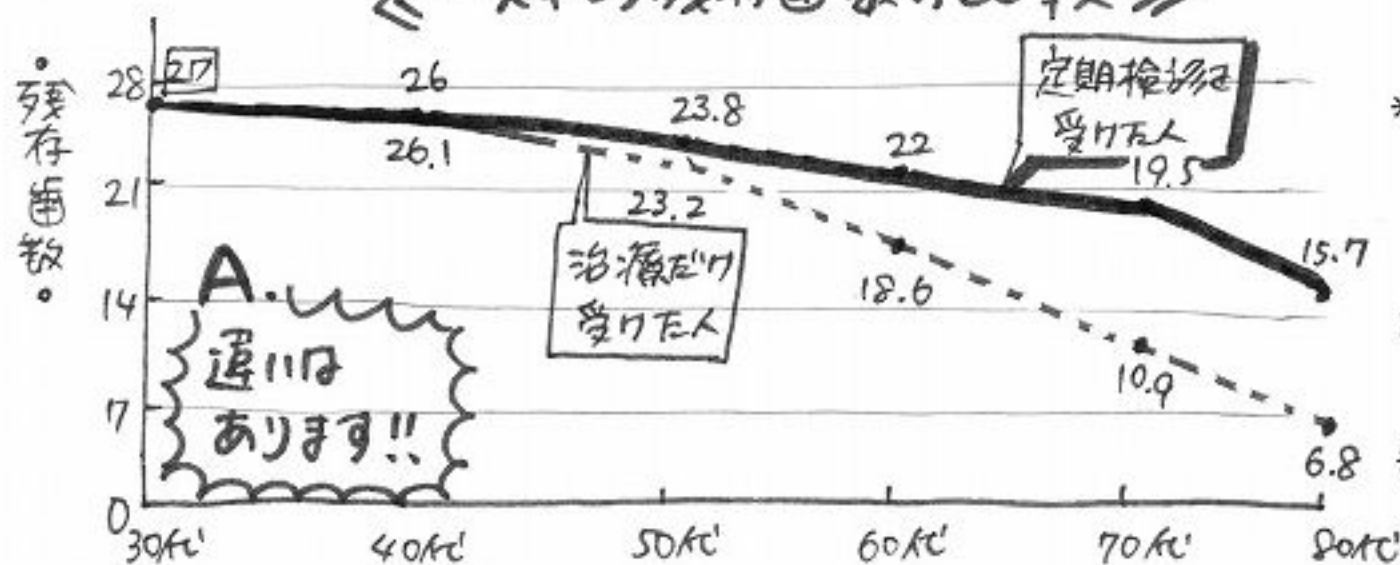 ・残存歯数・
28
21
14
7
0
27
26
23.8
22
19.5
15.7
26.1
23.2
18.6
10.9
6.8
定期検診を
受けた人
治療だけ
受けた人
A.
違いは
あります!!
30代
40代
50代
60代
70代
80代